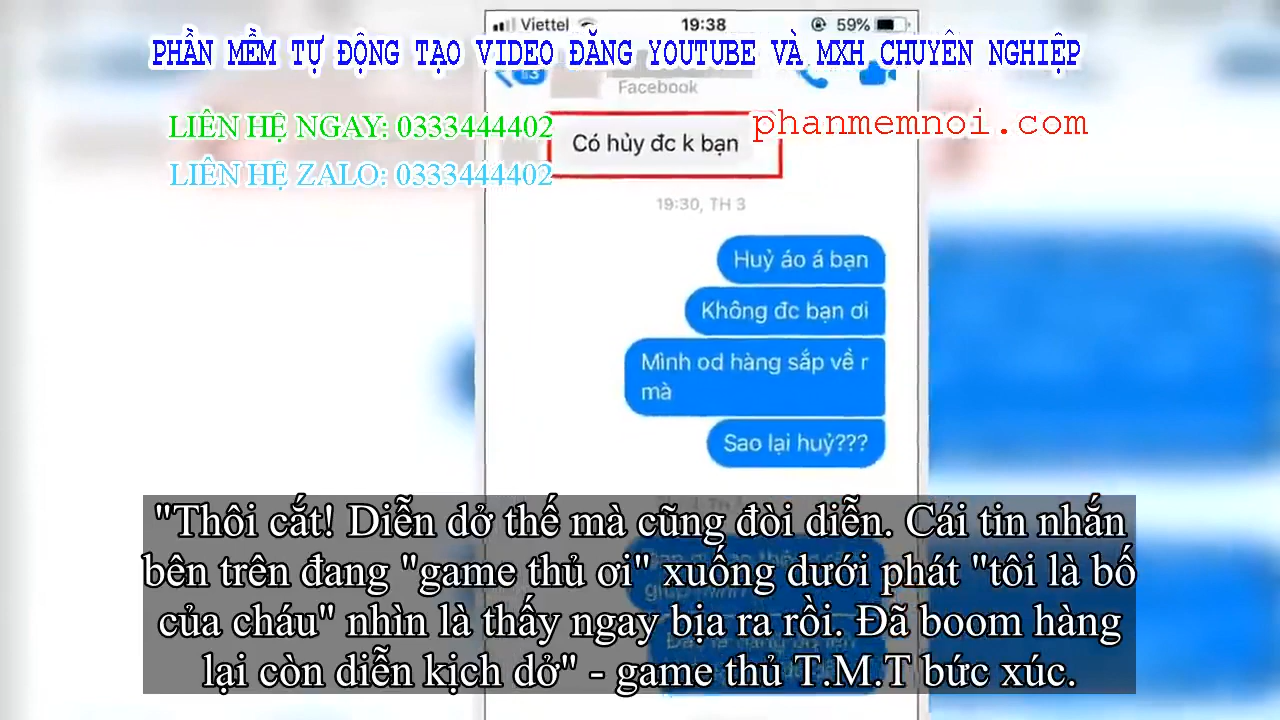 Viettel 19:38 59%
PHẦN MỀM TỰ ĐỘNG TẠO VIDEO ĐĂNG YOUTUBE VÀ MXH CHUYÊN NGHIỆP
Facebook
LIÊN HỆ NGAY: 0333444402
phanmemnoi.com
Có hủy đc k bạn
LIÊN HỆ ZALO: 0333444402
19:30, TH 3
Huỷ áo á bạn
Không đc bạn ơi
Mình od hàng sắp về r
mà
Sao lại huỷ???
"Thôi cắt! Diễn dở thế mà cũng đòi diễn. Cái tin nhắn
bên trên đang "game thủ ơi" xuống dưới phát "tôi là bố
của cháu" nhìn là thấy ngay bịa ra rồi. Đã boom hàng
lại còn diễn kịch dở" - game thủ T.M.T bức xúc.